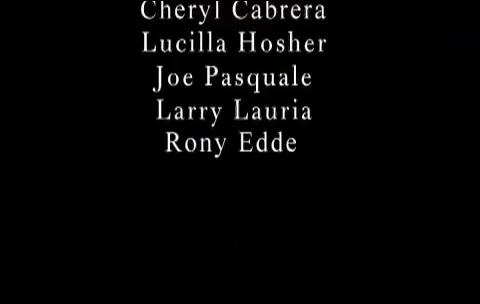 Cheryl Cabrera
Lucilla Hosher
Joe Pasquale
Larry Lauria
Rony Edde